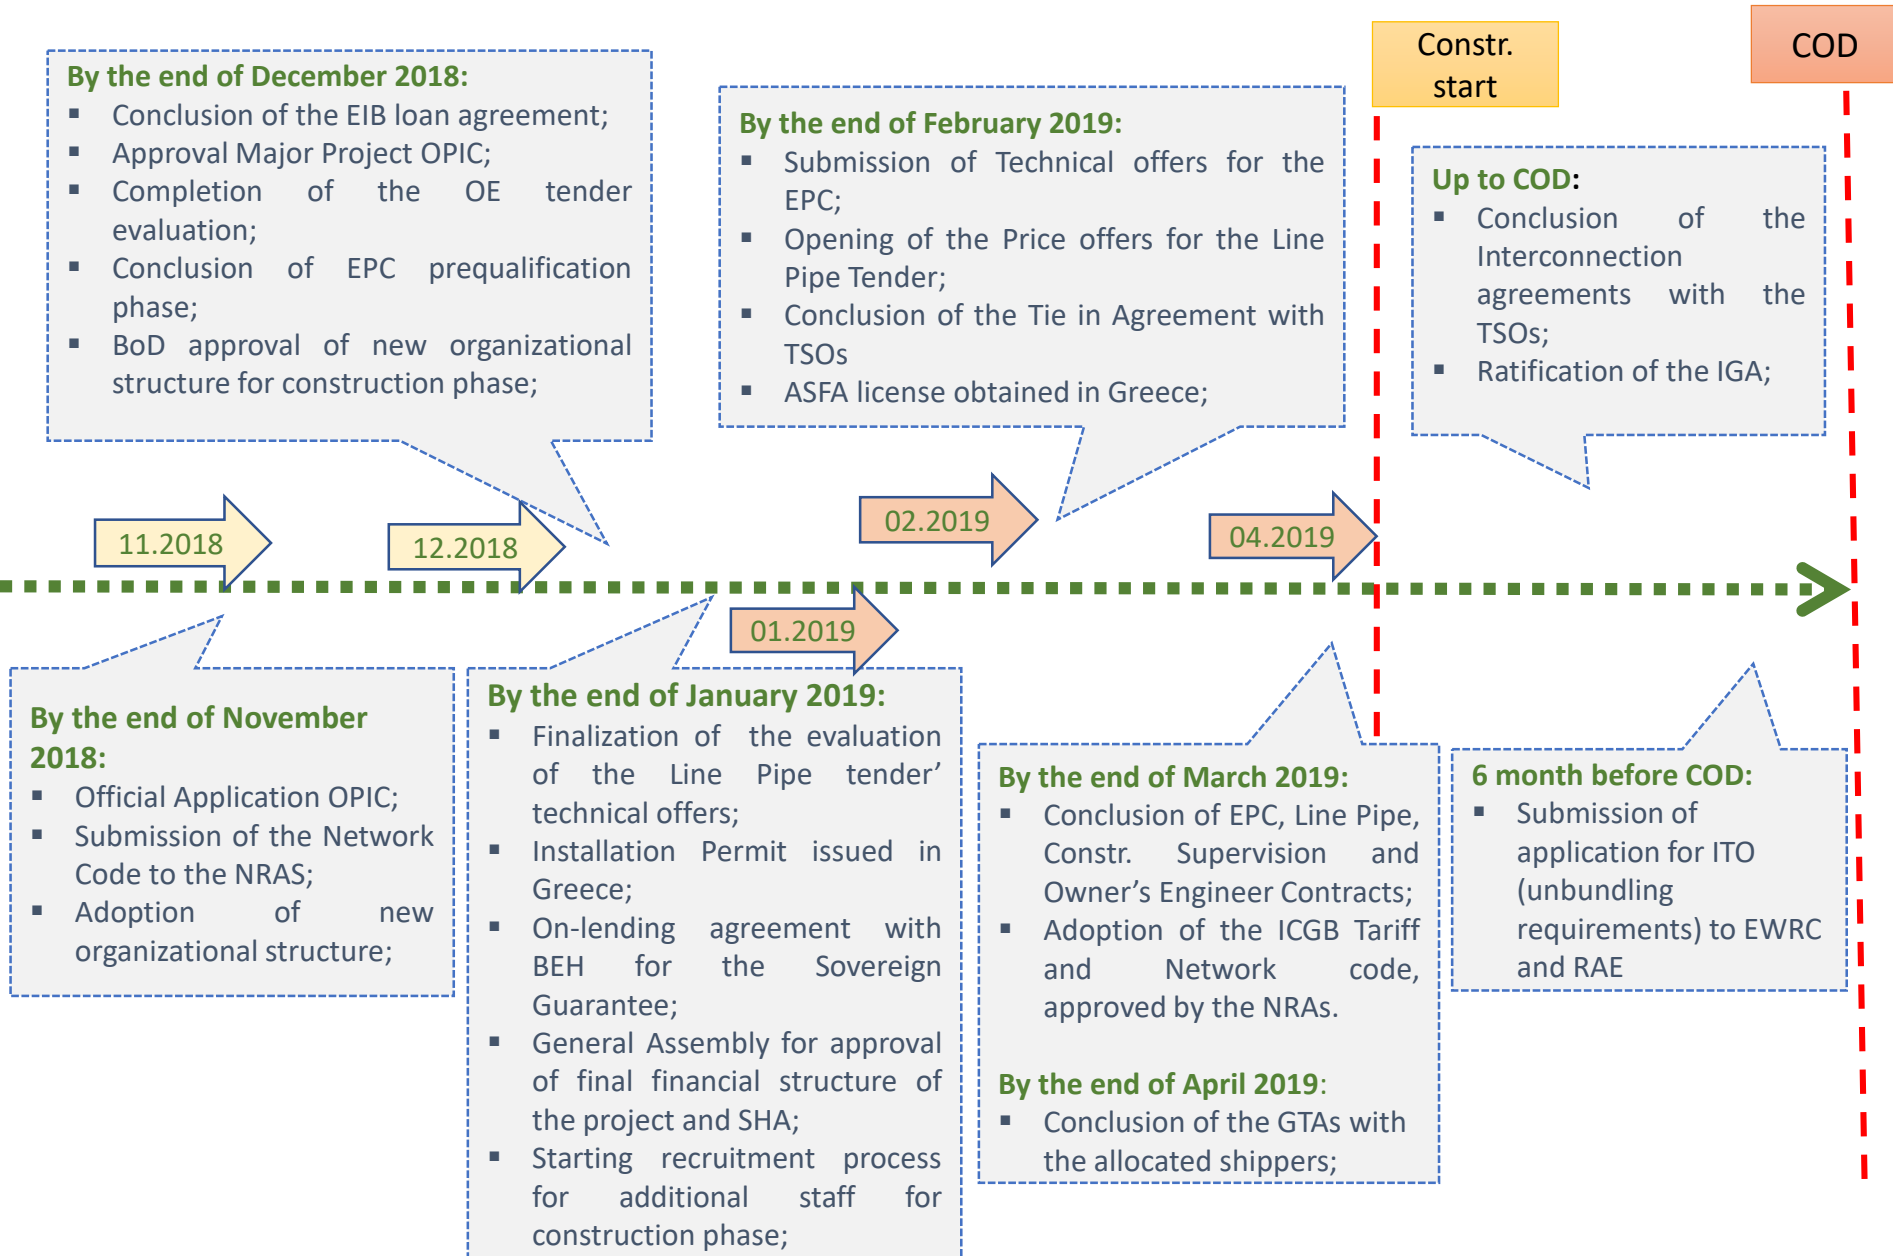 Constr.
start
COD
By the end of December 2018:
▪ Conclusion of the EIB loan agreement;
▪ Approval Major Project OPIC;
▪ Completion of the OE tender
evaluation;
▪ Conclusion of EPC prequalification
phase;
▪ BoD approval of new organizational
structure for construction phase;
By the end of February 2019:
▪ Submission of Technical offers for the
EPC;
▪ Opening of the Price offers for the Line
Pipe Tender;
▪ Conclusion of the Tie in Agreement with
TSOs
▪ ASFA license obtained in Greece;
Up to COD:
▪ Conclusion of the
Interconnection
agreements with the
TSOs;
▪ Ratification of the IGA;
11.2018
12.2018
02.2019
04.2019
01.2019
By the end of November
2018:
▪ Official Application OPIC;
▪ Submission of the Network
Code to the NRAS;
▪ Adoption of new
organizational structure;
By the end of January 2019:
▪ Finalization of the evaluation
of the Line Pipe tender’
technical offers;
▪ Installation Permit issued in
Greece;
▪ On-lending agreement with
BEH for the Sovereign
Guarantee;
▪ General Assembly for approval
of final financial structure of
the project and SHA;
▪ Starting recruitment process
for additional staff for
construction phase;
By the end of March 2019:
▪ Conclusion of EPC, Line Pipe,
Constr. Supervision and
Owner’s Engineer Contracts;
▪ Adoption of the ICGB Tariff
and Network code,
approved by the NRAs.
By the end of April 2019:
▪ Conclusion of the GTAs with
the allocated shippers;
6 month before COD:
▪ Submission of
application for ITO
(unbundling
requirements) to EWRC
and RAE